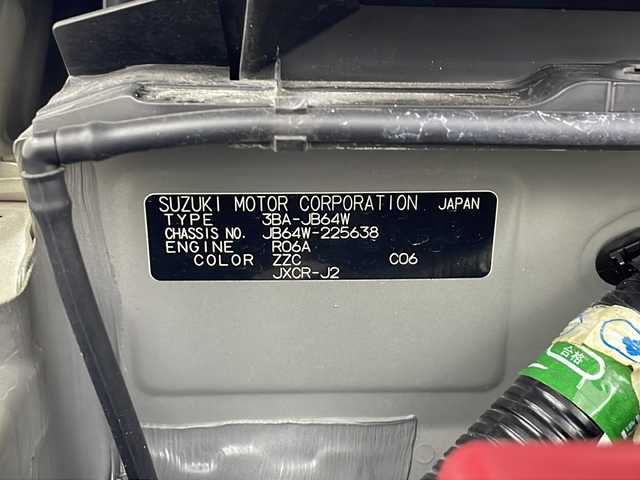 SUZUKI MOTOR CORPORATION JAPAN
TYPE 3BA-JB64W
CHASSIS NO. JB64W-225638
ENGINE R06A
COLOR ZZC C06
JXCR-J2
合格